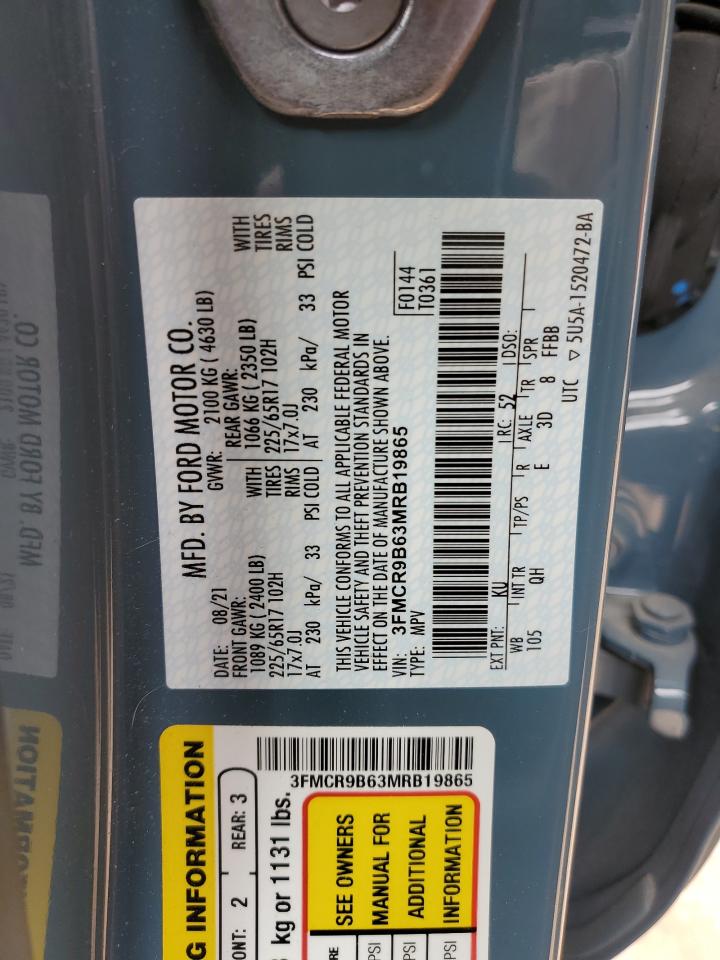 MFD. BY FORD MOTOR CO.
DATE: 08/21 GVWR: 2100 KG ( 4630 LB)
FRONT GAWR: REAR GAWR:
1089 KG ( 2400 LB) WITH 1066 KG ( 2350 LB) WITH
225/65R17 102H TIRES 225/65R17 102H TIRES
17x7.0J RIMS 17x7.0J RIMS
AT 230 kPa/ 33 PSI COLD AT 230 kPa/ 33 PSI COLD
THIS VEHICLE CONFORMS TO ALL APPLICABLE FEDERAL MOTOR
VEHICLE SAFETY AND THEFT PREVENTION STANDARDS IN
EFFECT ON THE DATE OF MANUFACTURE SHOWN ABOVE.
VIN: 3FMCR9B63MRB19865 F0144
TYPE: MPV T0361
EXT PNT: KU RC: 52 DSO:
WB INT TR TP/PS R AXLE TR SPR
105 QH E 3D 8 FFBB
UTC ▽ 5U5A-1520472-BA
G INFORMATION
ONT: 2 REAR: 3
kg or 1131 lbs.
3FMCR9B63MRB19865
SEE OWNERS
MANUAL FOR
ADDITIONAL
INFORMATION
RE
PSI
PSI
PSI